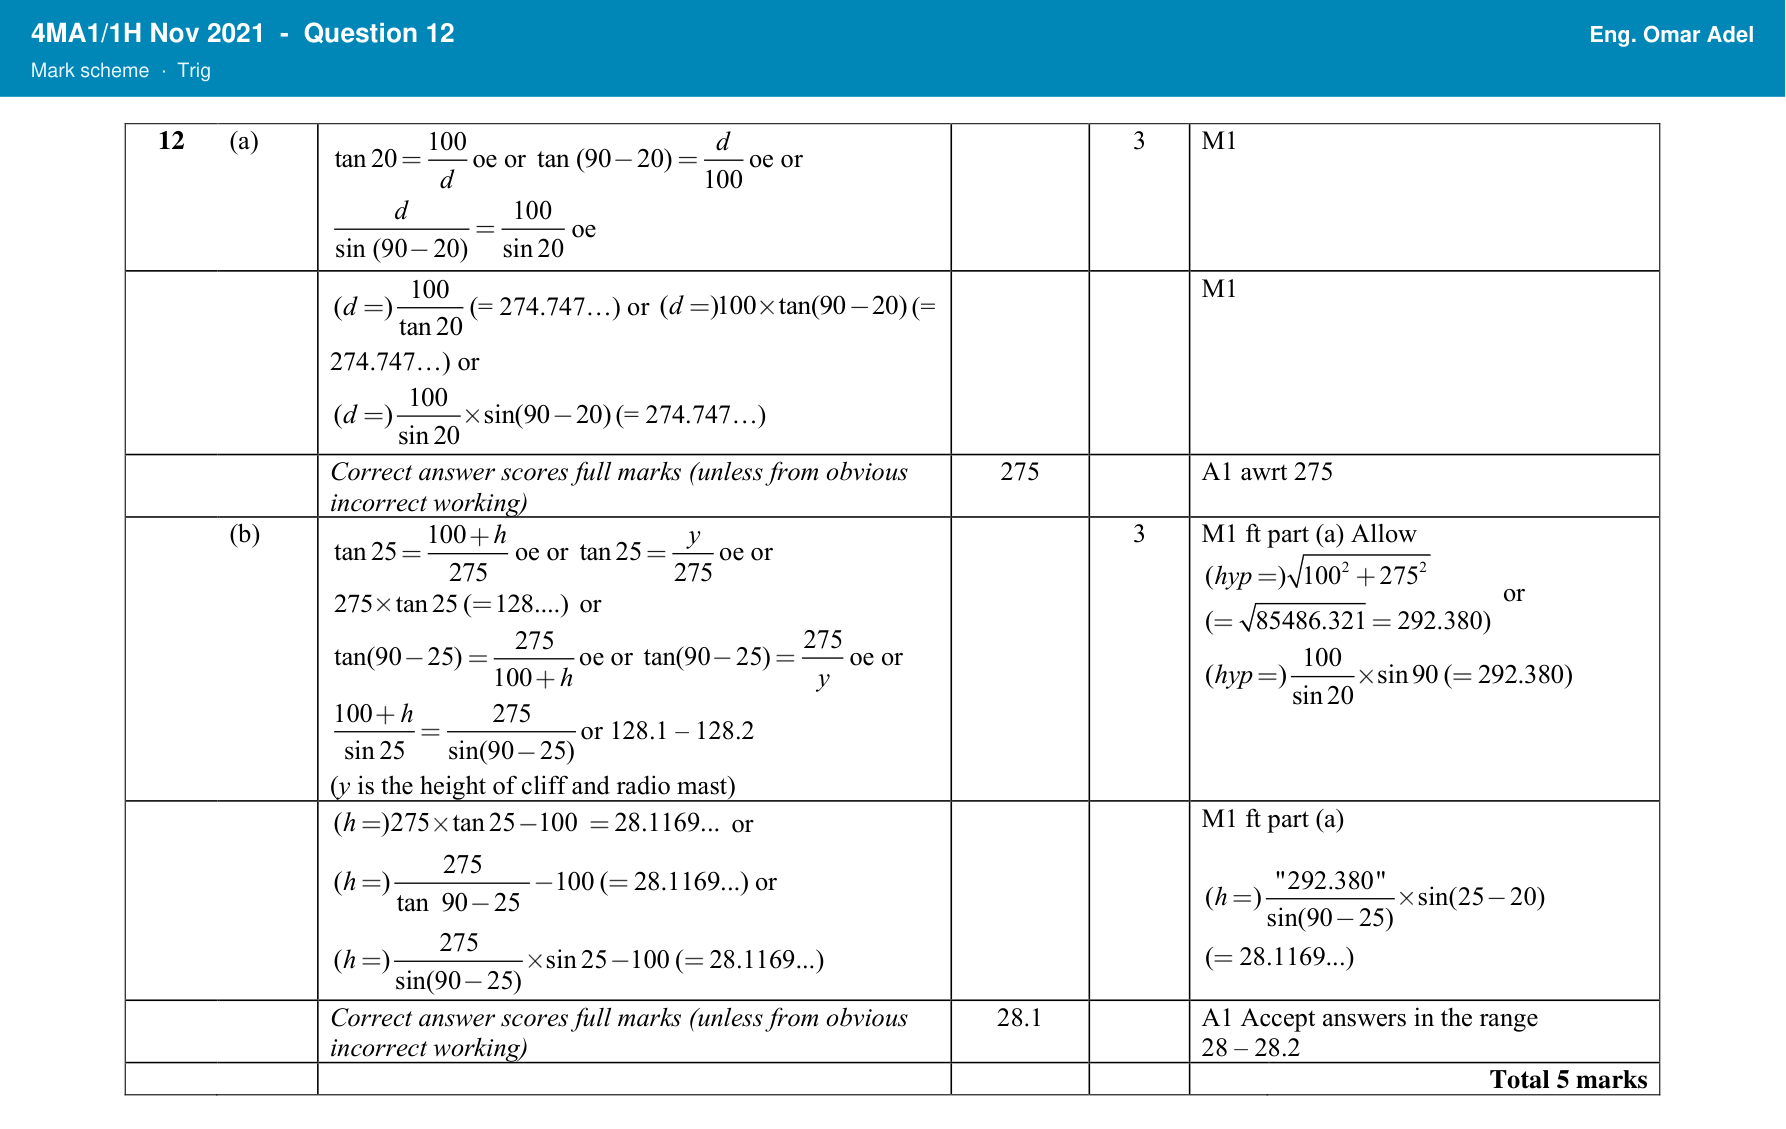 4MA1/1H Nov 2021 - Question 12
Eng. Omar Adel
Mark scheme · Trig
12 (a) tan 20 = 100/d oe or tan (90 − 20) = d/100 oe or 3 M1
d/sin (90 − 20) = 100/sin 20 oe
(d =) 100/tan 20 (= 274.747…) or (d =)100 × tan(90 − 20) (= M1
274.747…) or
(d =) 100/sin 20 × sin(90 − 20) (= 274.747…)
Correct answer scores full marks (unless from obvious 275 A1 awrt 275
incorrect working)
(b) tan 25 = 100 + h/275 oe or tan 25 = y/275 oe or 3 M1 ft part (a) Allow
(hyp =)√100² + 275²
or
275 × tan 25 (= 128....) or
(= √85486.321 = 292.380)
tan(90 − 25) = 275/100 + h oe or tan(90 − 25) = 275/y oe or
(hyp =) 100/sin 20 × sin 90 (= 292.380)
100 + h/sin 25 = 275/sin(90 − 25) or 128.1 – 128.2
(y is the height of cliff and radio mast)
(h =)275 × tan 25 − 100 = 28.1169... or M1 ft part (a)
(h =) 275/tan 90 − 25 − 100 (= 28.1169...) or
(h =) "292.380"/sin(90 − 25) × sin(25 − 20)
(h =) 275/sin(90 − 25) × sin 25 − 100 (= 28.1169...)
(= 28.1169...)
Correct answer scores full marks (unless from obvious 28.1 A1 Accept answers in the range
incorrect working) 28 – 28.2
Total 5 marks